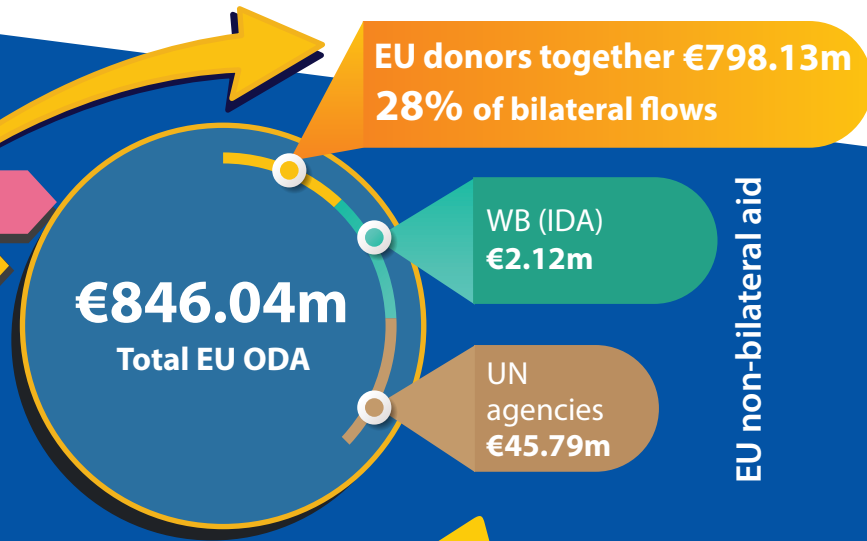 EU donors together €798.13m
28% of bilateral flows
WB (IDA)
€2.12m
€846.04m
Total EU ODA
UN
agencies
€45.79m
EU non-bilateral aid